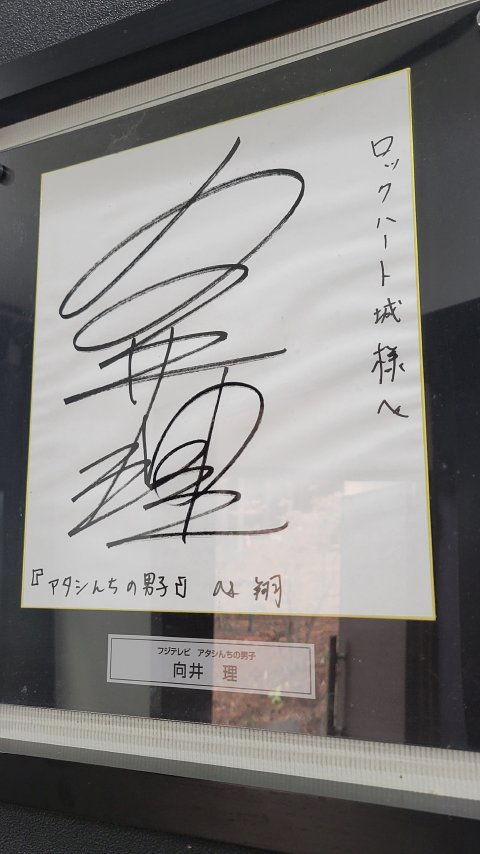 ロックハート城様へ
向井理
『アタシんちの男子』 翔
フジテレビ アタシんちの男子
向井 理